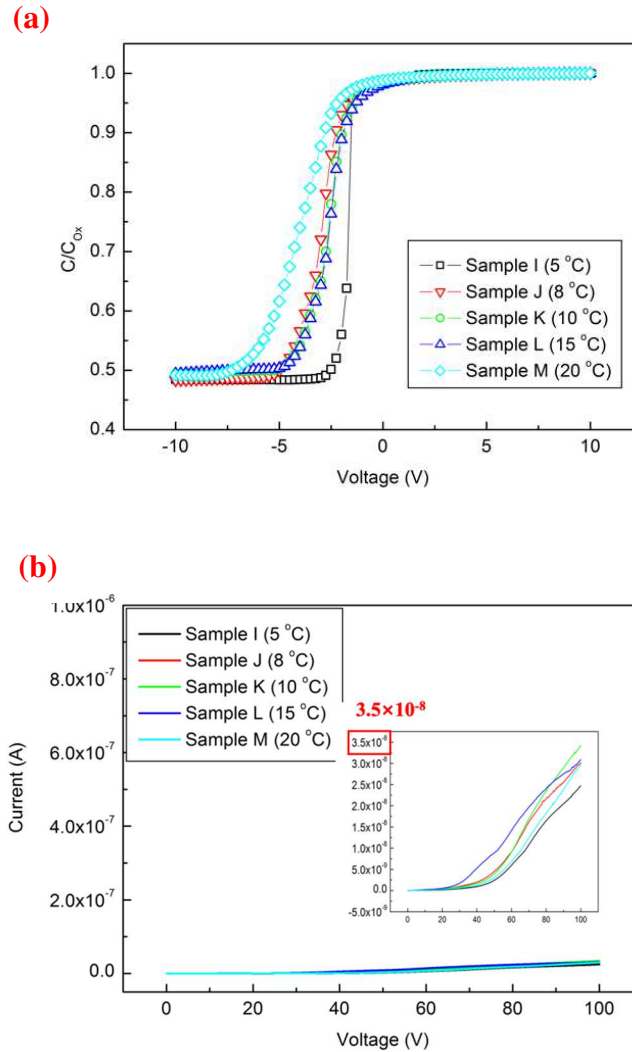 (a)
1.0
0.9
0.8
0.7
0.6
0.5
0.4
C/C_Ox
Sample I (5 °C)
Sample J (8 °C)
Sample K (10 °C)
Sample L (15 °C)
Sample M (20 °C)
-10 -5 0 5 10
Voltage (V)
(b)
1.0x10⁻⁶
8.0x10⁻⁷
6.0x10⁻⁷
4.0x10⁻⁷
2.0x10⁻⁷
0.0
Current (A)
Sample I (5 °C)
Sample J (8 °C)
Sample K (10 °C)
Sample L (15 °C)
Sample M (20 °C)
3.5×10⁻⁸
3.5x10⁻⁸
3.0x10⁻⁸
2.5x10⁻⁸
2.0x10⁻⁸
1.5x10⁻⁸
1.0x10⁻⁸
5.0x10⁻⁹
0.0
-5.0x10⁻⁹
0 20 40 60 80 100
0 20 40 60 80 100
Voltage (V)